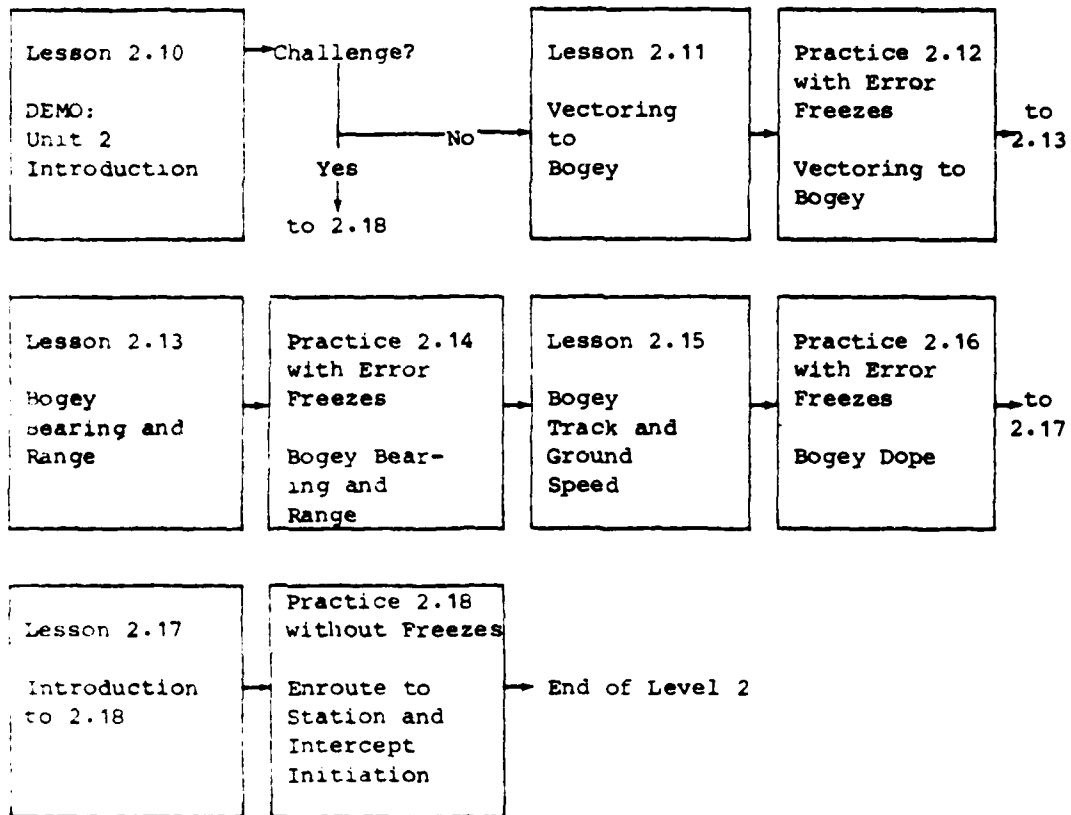 Lesson 2.10
DEMO:
Unit 2
Introduction
Challenge?
No
Yes
to 2.18
Lesson 2.11
Vectoring
to
Bogey
Practice 2.12
with Error
Freezes
Vectoring to
Bogey
to
2.13
Lesson 2.13
Bogey
Bearing and
Range
Practice 2.14
with Error
Freezes
Bogey Bear-
ing and
Range
Lesson 2.15
Bogey
Track and
Ground
Speed
Practice 2.16
with Error
Freezes
Bogey Dope
to
2.17
Lesson 2.17
Introduction
to 2.18
Practice 2.18
without Freezes
Enroute to
Station and
Intercept
Initiation
End of Level 2